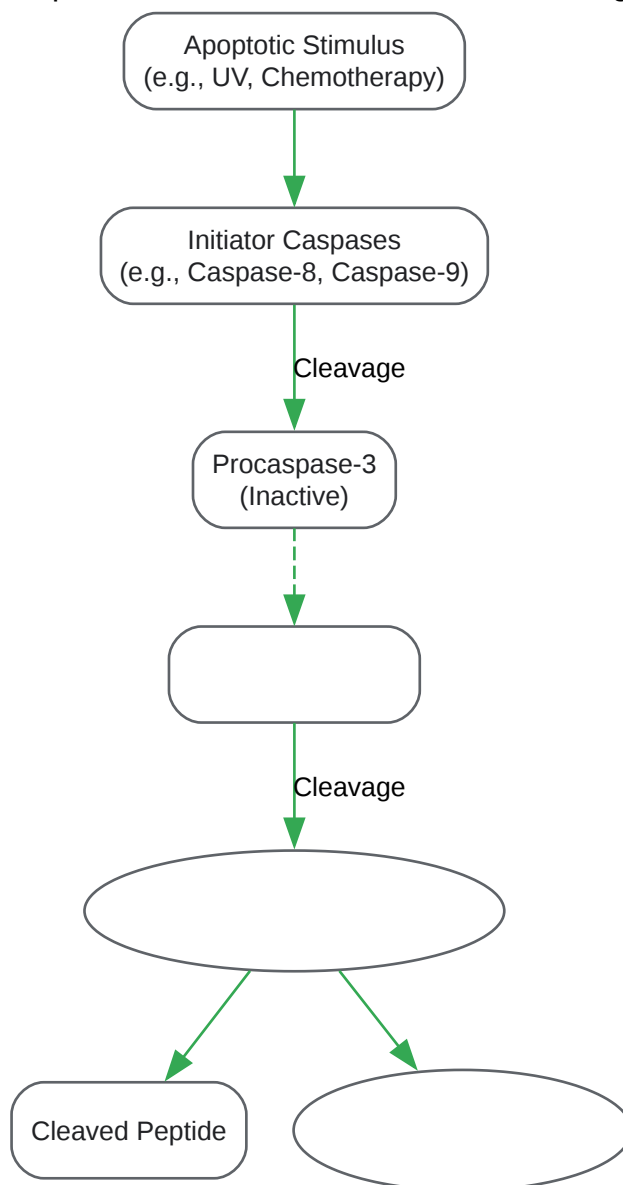 Apoptotic Stimulus
(e.g., UV, Chemotherapy)
Initiator Caspases
(e.g., Caspase-8, Caspase-9)
Cleavage
Procaspase-3
(Inactive)
Cleavage
Cleaved Peptide